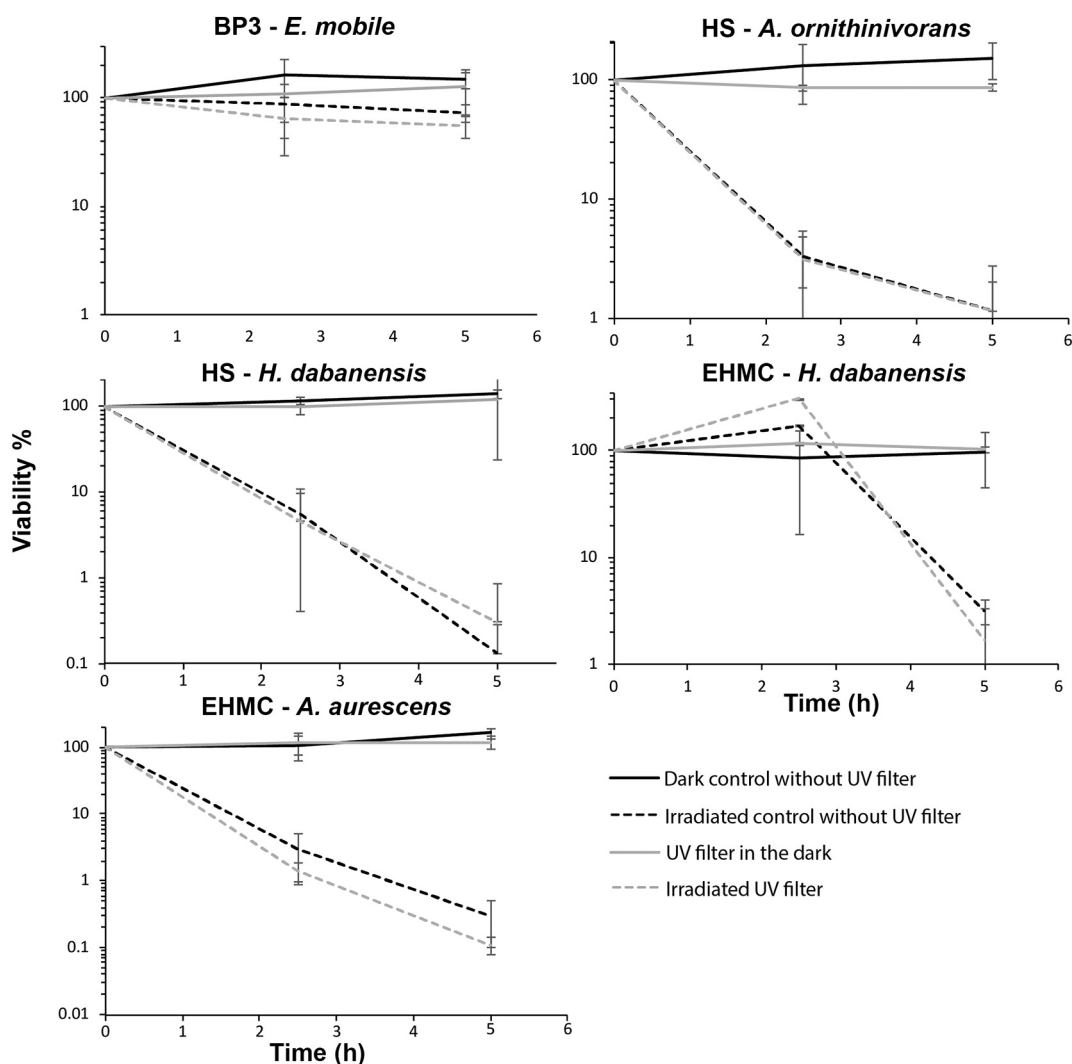 BP3 - E. mobile
100
10
1
0 1 2 3 4 5 6
HS - A. ornithinivorans
100
10
1
0 1 2 3 4 5 6
Viability %
HS - H. dabanensis
100
10
1
0.1
0 1 2 3 4 5
EHMC - H. dabanensis
100
10
1
0 1 2 3 4 5 6
Time (h)
EHMC - A. aurescens
100
10
1
0.1
0.01
0 1 2 3 4 5 6
Time (h)
Dark control without UV filter
Irradiated control without UV filter
UV filter in the dark
Irradiated UV filter